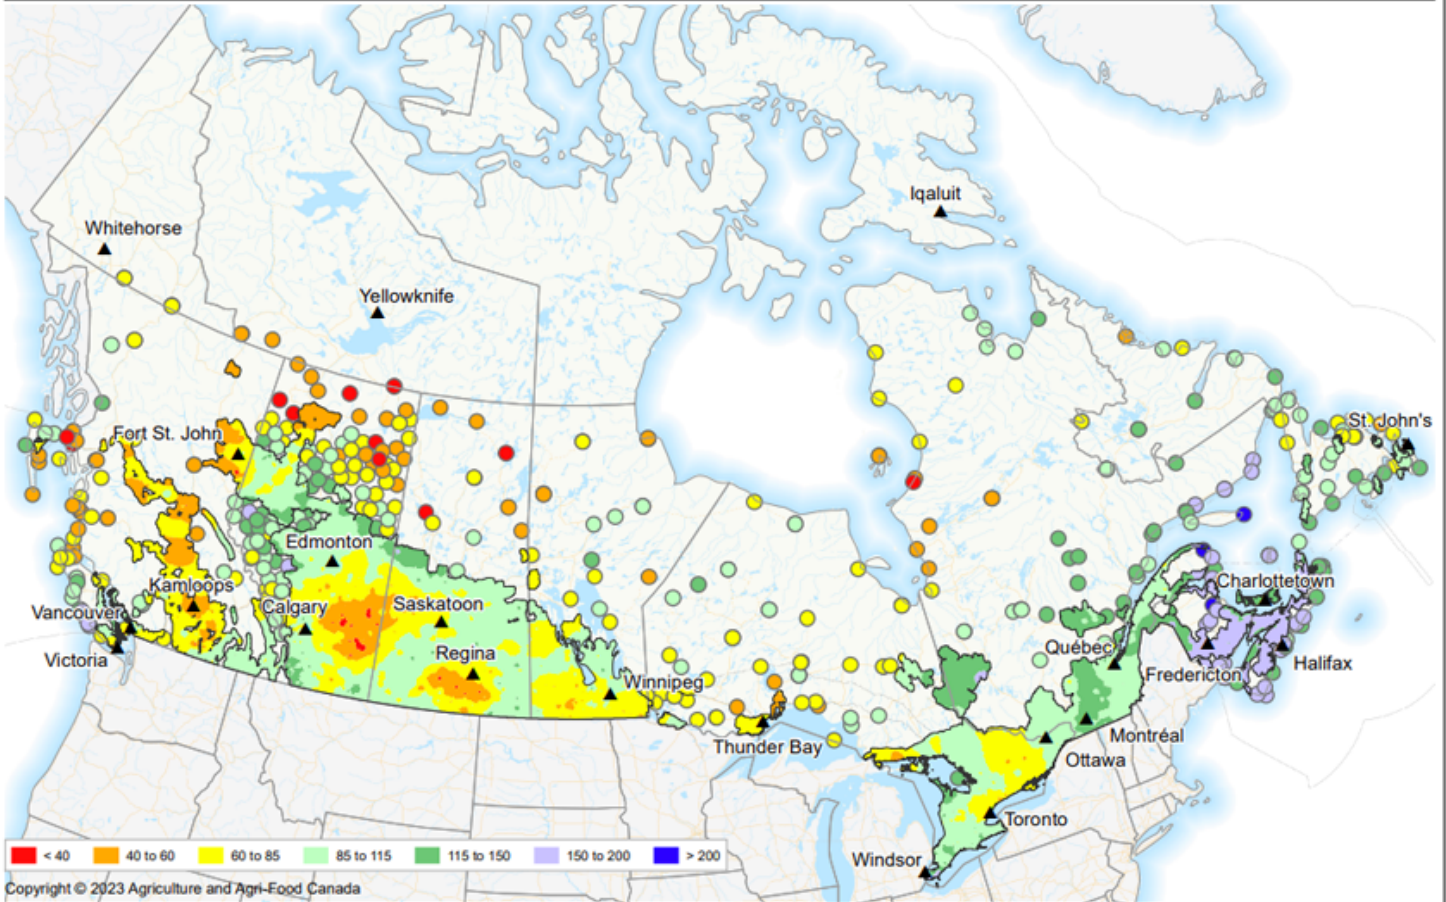 Iqaluit
Whitehorse
Yellowknife
St. John's
Fort St. John
Edmonton
Charlottetown
Kamloops
Calgary
Saskatoon
Vancouver
Québec
Regina
Victoria
Halifax
Fredericton
Winnipeg
Montréal
Thunder Bay
Ottawa
Toronto
Windsor
< 40 40 to 60 60 to 85 85 to 115 115 to 150 150 to 200 > 200
Copyright © 2023 Agriculture and Agri-Food Canada